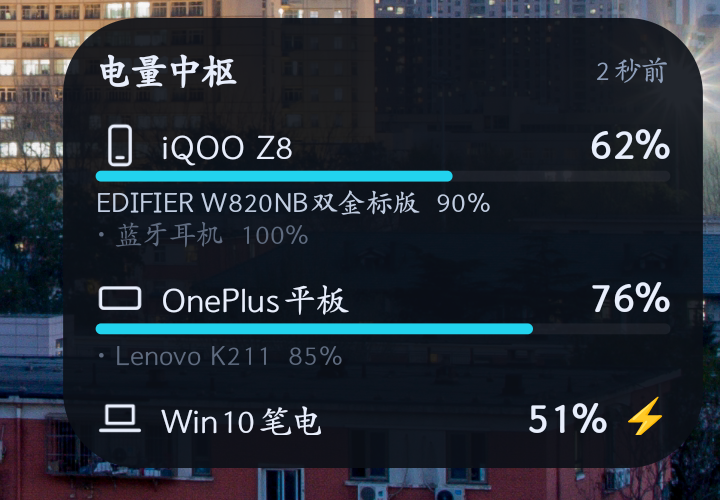 电量中枢 2秒前
iQOO Z8 62%
EDIFIER W820NB双金标版 90%
· 蓝牙耳机 100%
OnePlus平板 76%
· Lenovo K211 85%
Win10笔电 51% ⚡